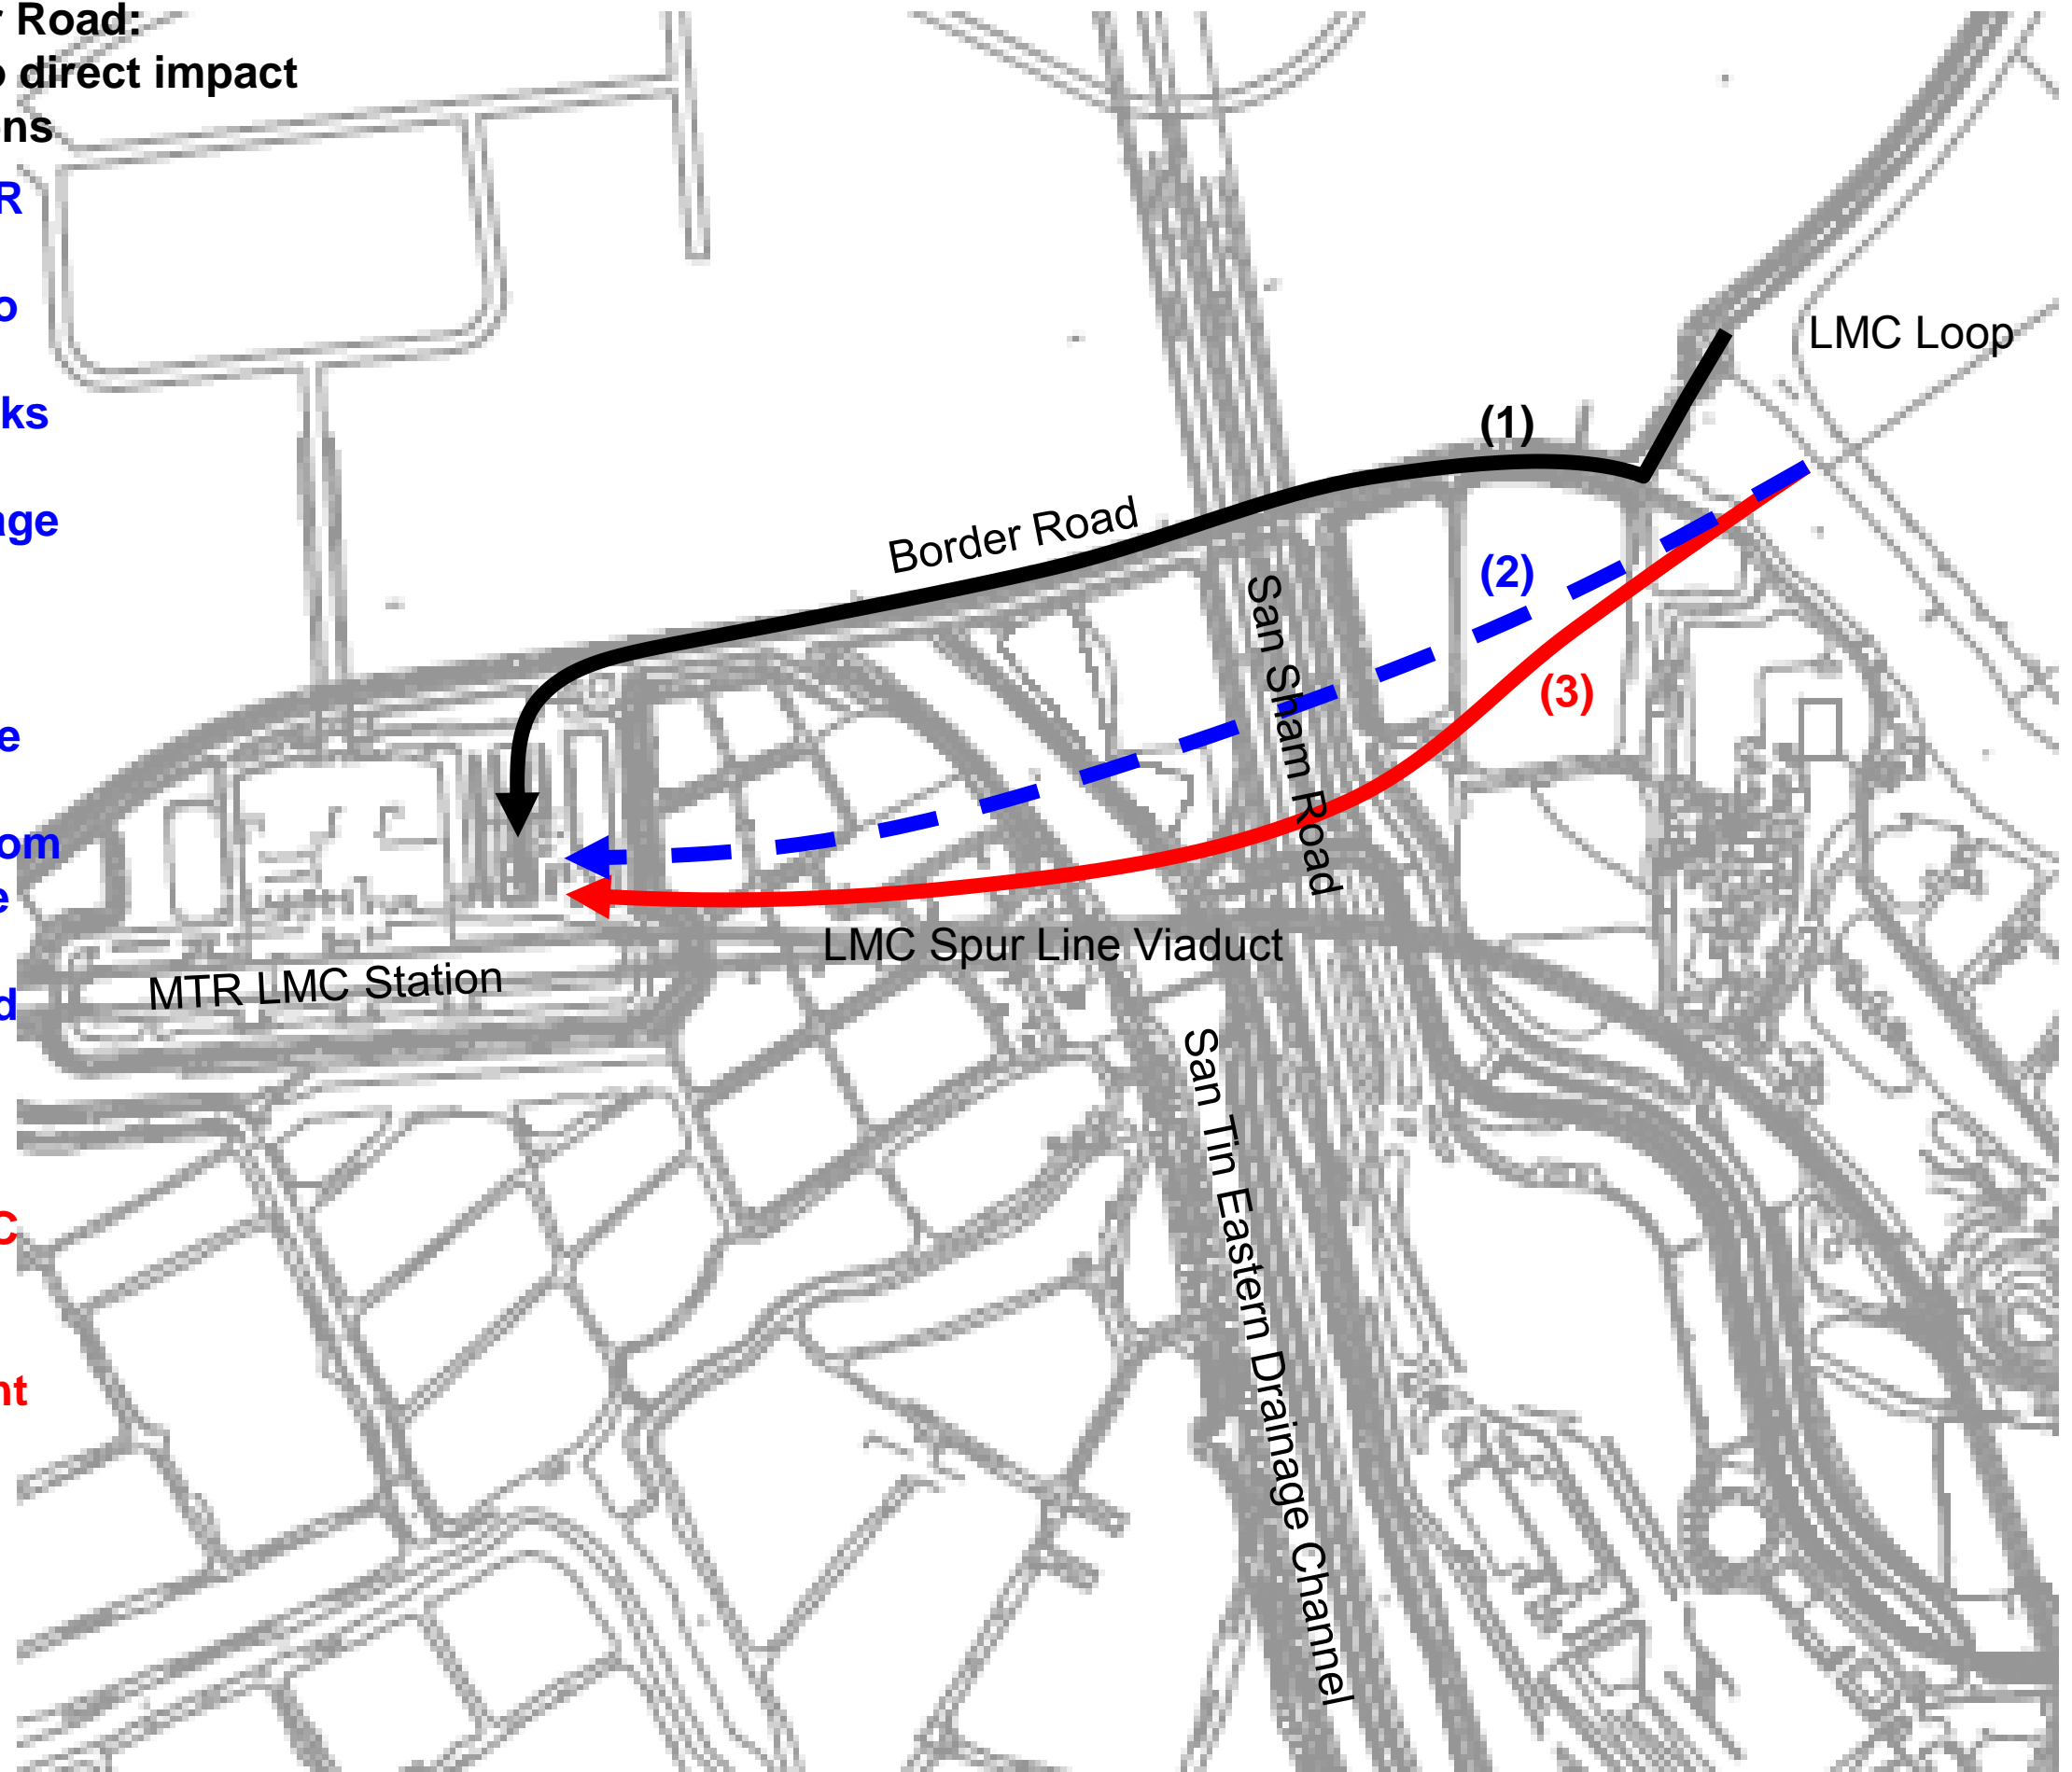 Road:
direct impact
ns
R
o
ks
age
e
om
e
d
C
nt
LMC Loop
(1)
Border Road
(2)
San Sham Road
(3)
LMC Spur Line Viaduct
MTR LMC Station
San Tin Eastern Drainage Channel